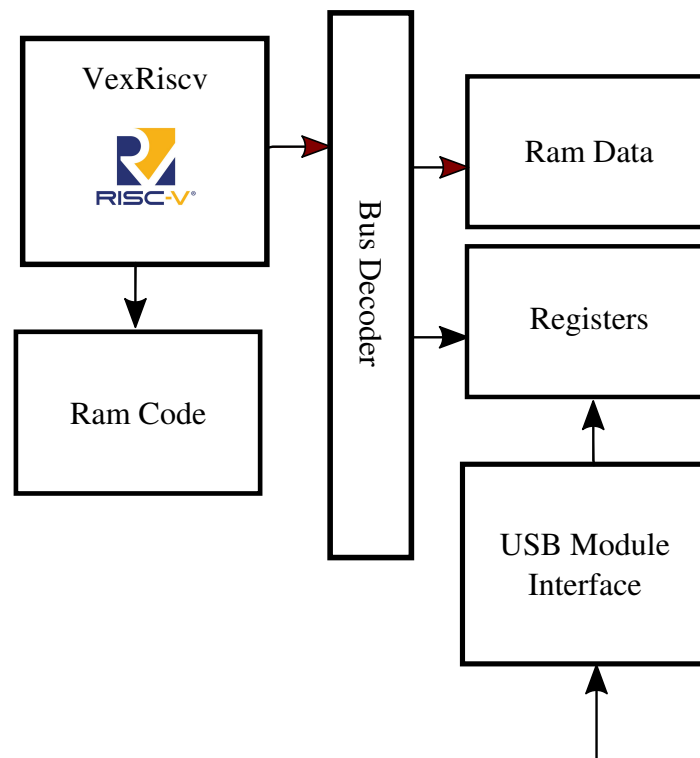 VexRiscv
RISC-V®
Ram Code
Bus Decoder
Ram Data
Registers
USB Module
Interface